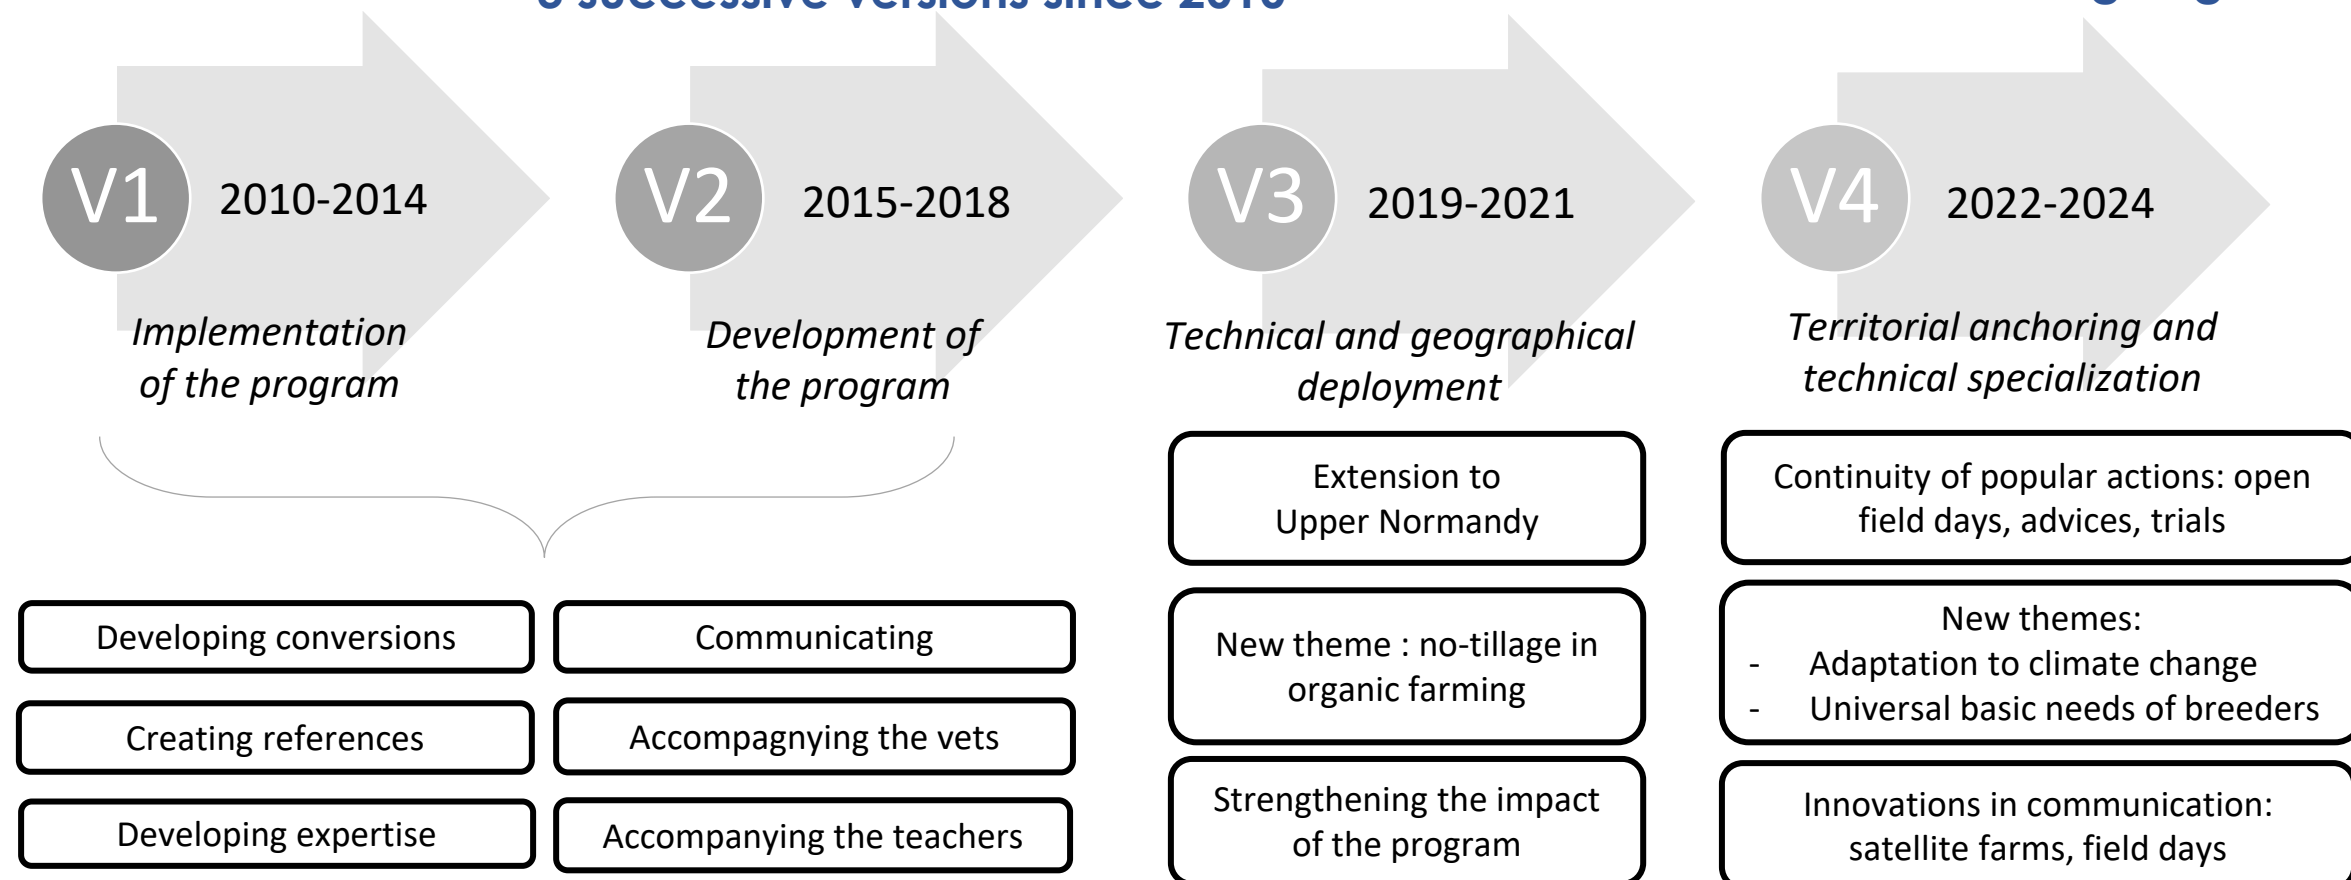 successive versions since 2010
V1
2010-2014
V2
2015-2018
V3
2019-2021
V4
2022-2024
Implementation
of the program
Development of
the program
Technical and geographical
deployment
Territorial anchoring and
technical specialization
Developing conversions
Creating references
Developing expertise
Communicating
Accompagnying the vets
Accompanying the teachers
Extension to
Upper Normandy
New theme : no-tillage in
organic farming
Strengthening the impact
of the program
Continuity of popular actions: open
field days, advices, trials
New themes:
- Adaptation to climate change
- Universal basic needs of breeders
Innovations in communication:
satellite farms, field days